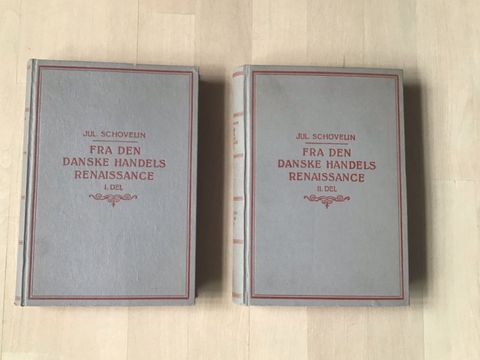 JUL. SCHOVELIN
FRA DEN
DANSKE HANDELS
RENAISSANCE
I. DEL
JUL. SCHOVELIN
FRA DEN
DANSKE HANDELS
RENAISSANCE
II. DEL